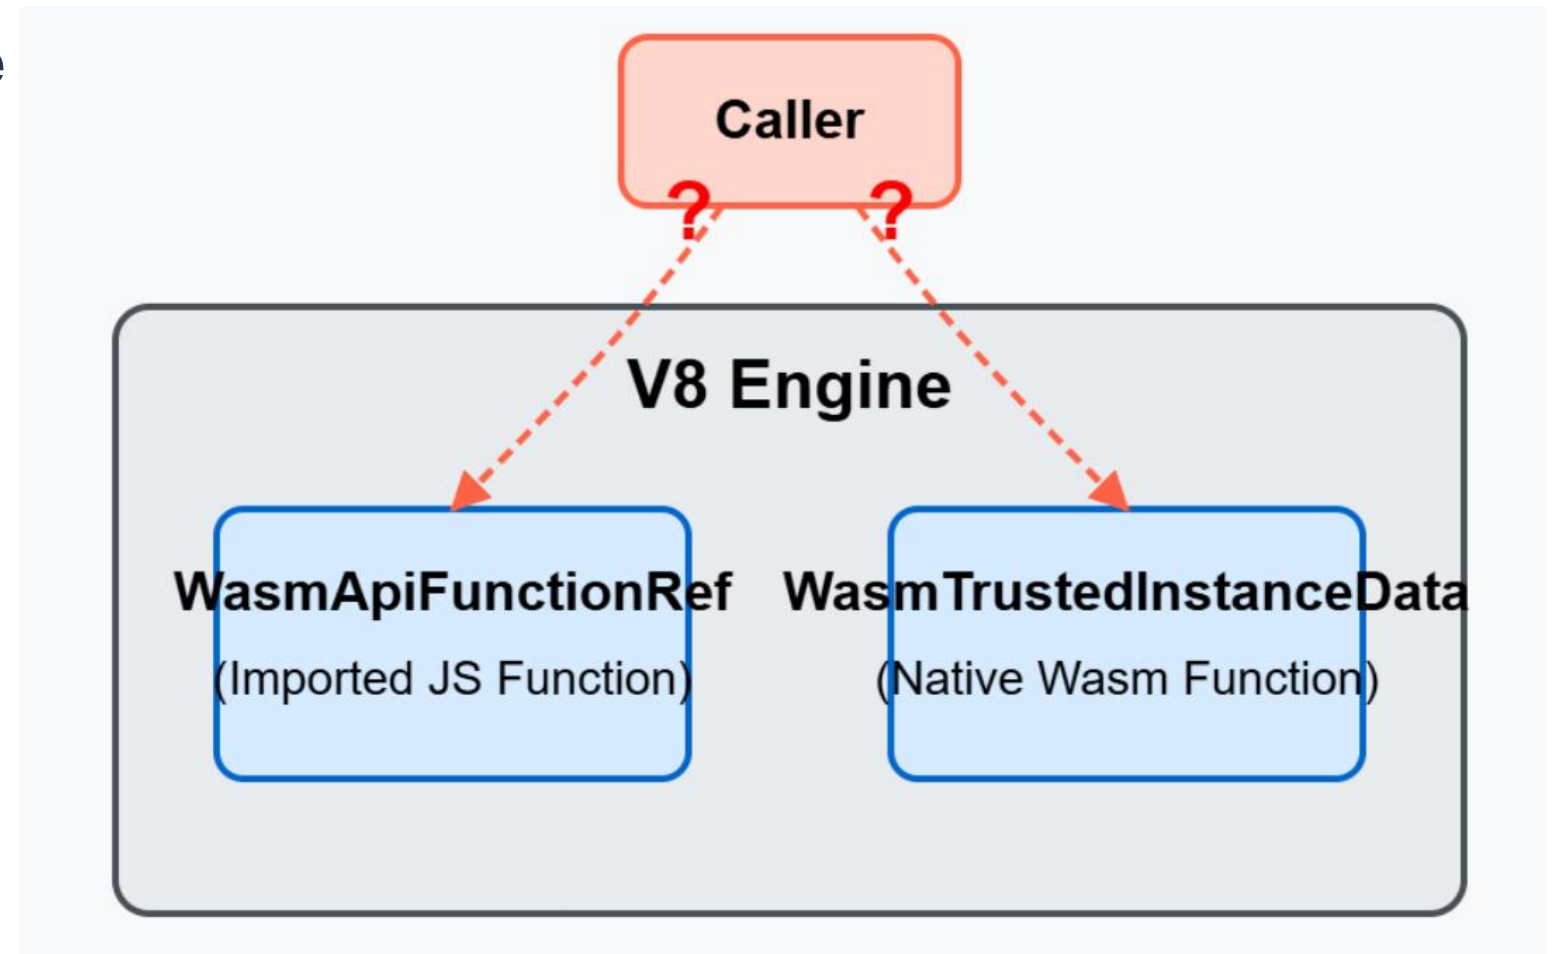 e
Caller
? ?
V8 Engine
WasmApiFunctionRef WasmTrustedInstanceData
(Imported JS Function) (Native Wasm Function)